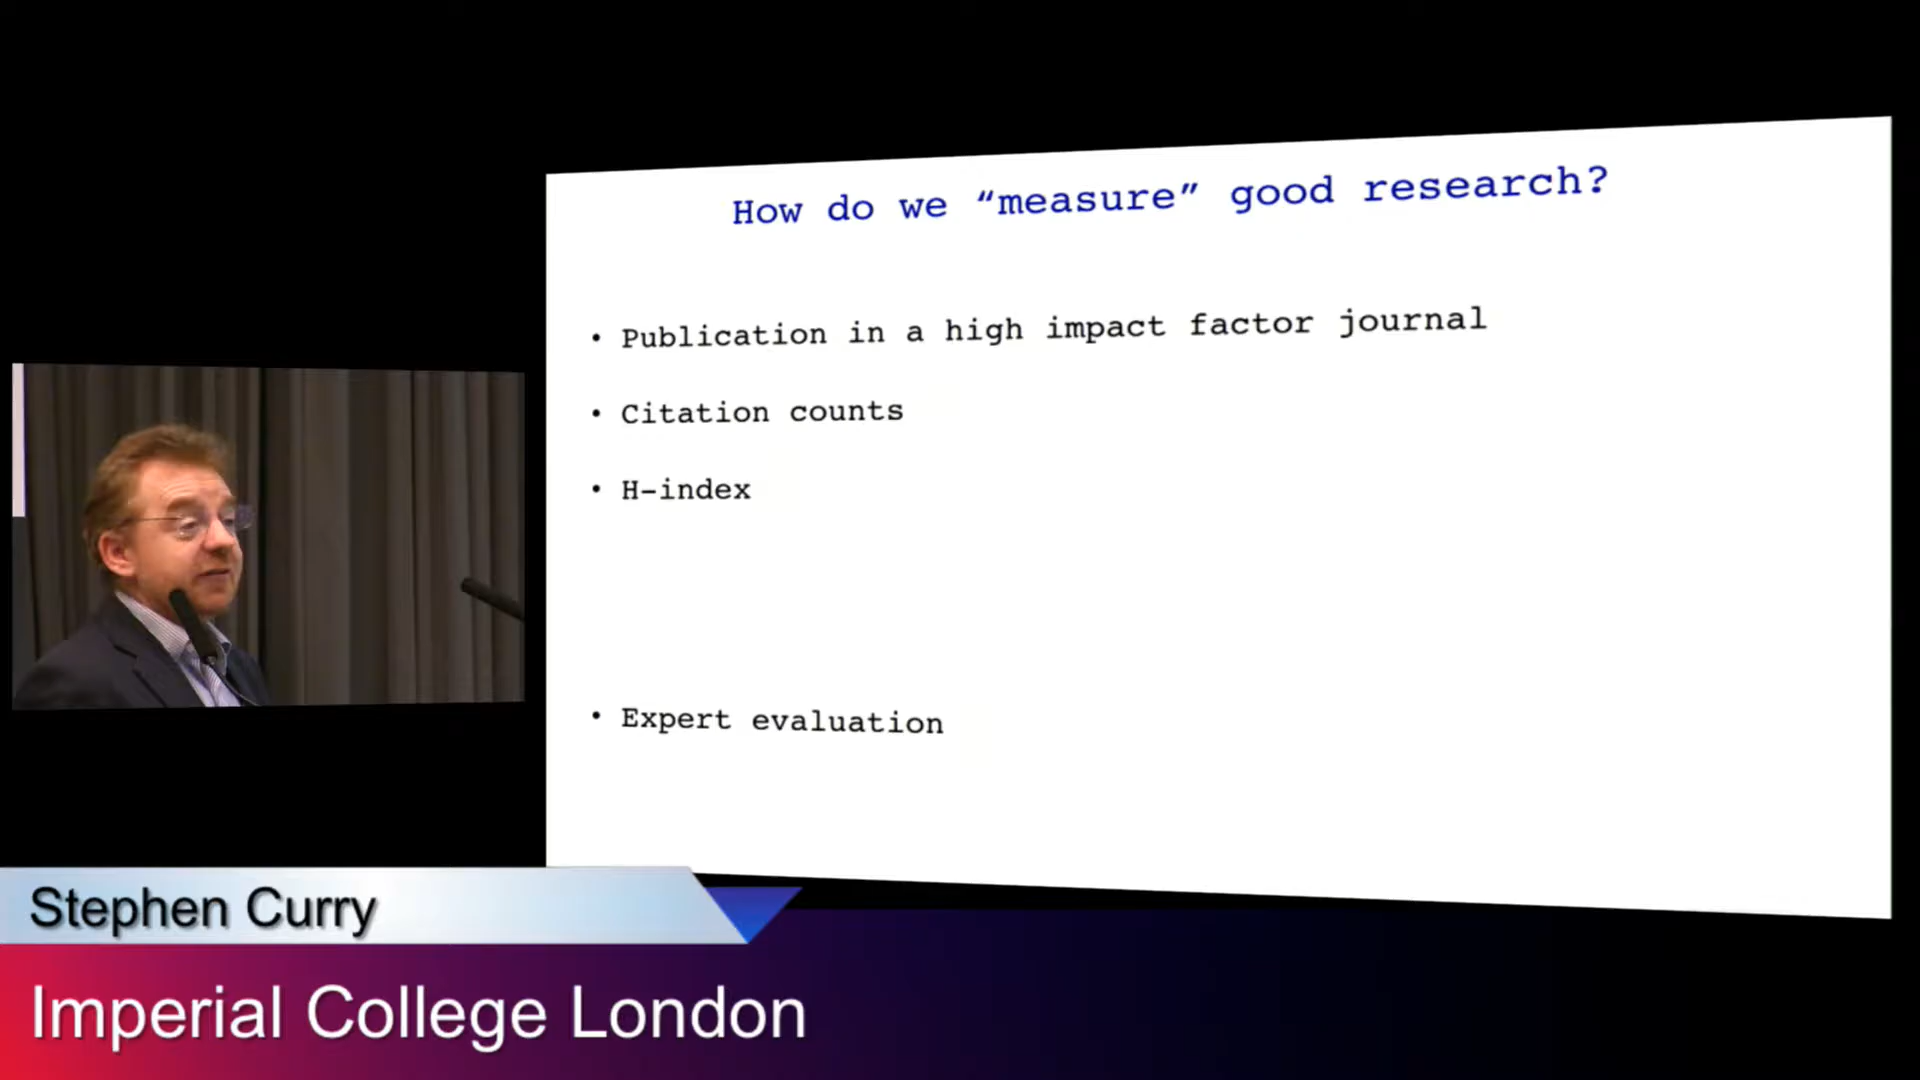 How do we “measure” good research?
• Publication in a high impact factor journal
• Citation counts
• H-index
• Expert evaluation
Stephen Curry
Imperial College London